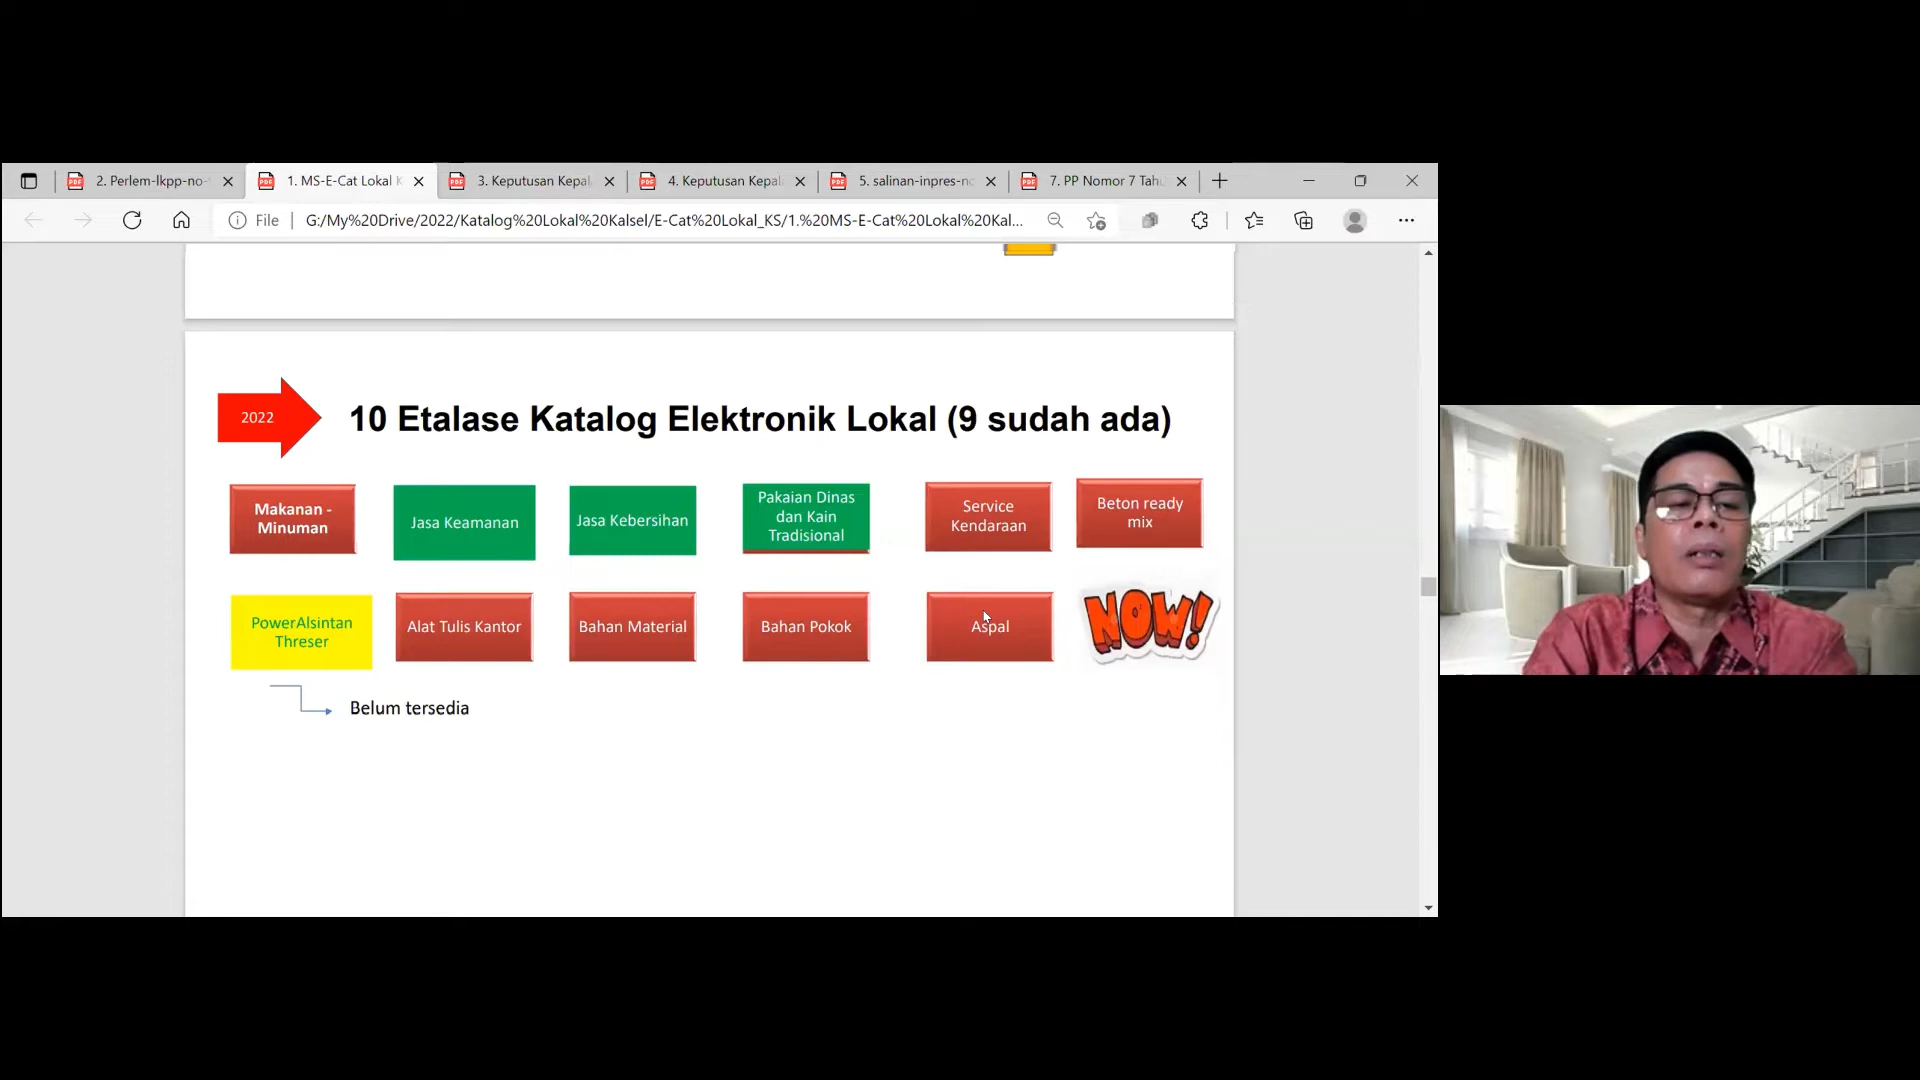 2. Perlem-lkpp-no-
1. MS-E-Cat Lokal K
3. Keputusan Kepal
4. Keputusan Kepal
5. salinan-inpres-no
7. PP Nomor 7 Tahu
File
G:/My%20Drive/2022/Katalog%20Lokal%20Kalsel/E-Cat%20Lokal_KS/1.%20MS-E-Cat%20Lokal%20Kal...
2022
10 Etalase Katalog Elektronik Lokal (9 sudah ada)
Makanan -
Minuman
Jasa Keamanan
Jasa Kebersihan
Pakaian Dinas
dan Kain
Tradisional
Service
Kendaraan
Beton ready
mix
PowerAlsintan
Threser
Alat Tulis Kantor
Bahan Material
Bahan Pokok
Aspal
NOW!
Belum tersedia